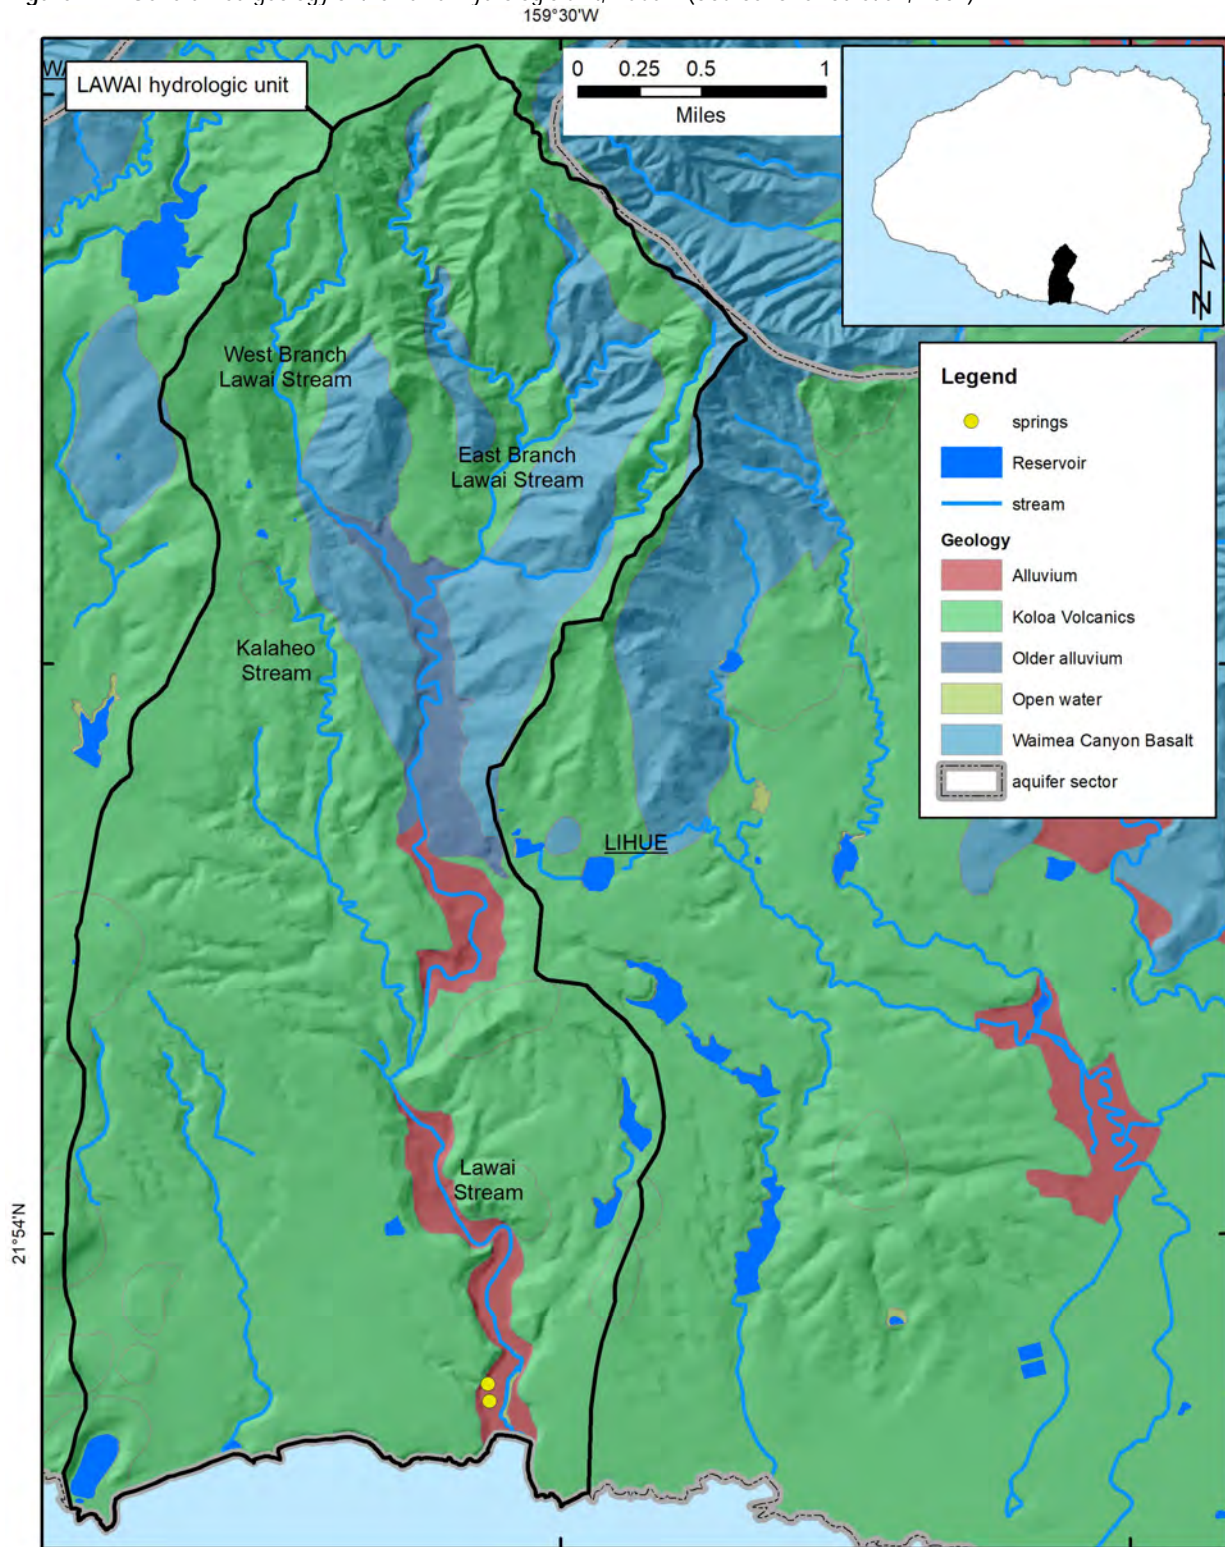 159°30'W
WA
LAWAI hydrologic unit
0 0.25 0.5 1
Miles
N
West Branch
Lawai Stream
East Branch
Lawai Stream
Kalaheo
Stream
LIHUE
Lawai
Stream
21°54'N
Legend
springs
Reservoir
stream
Geology
Alluvium
Koloa Volcanics
Older alluvium
Open water
Waimea Canyon Basalt
aquifer sector